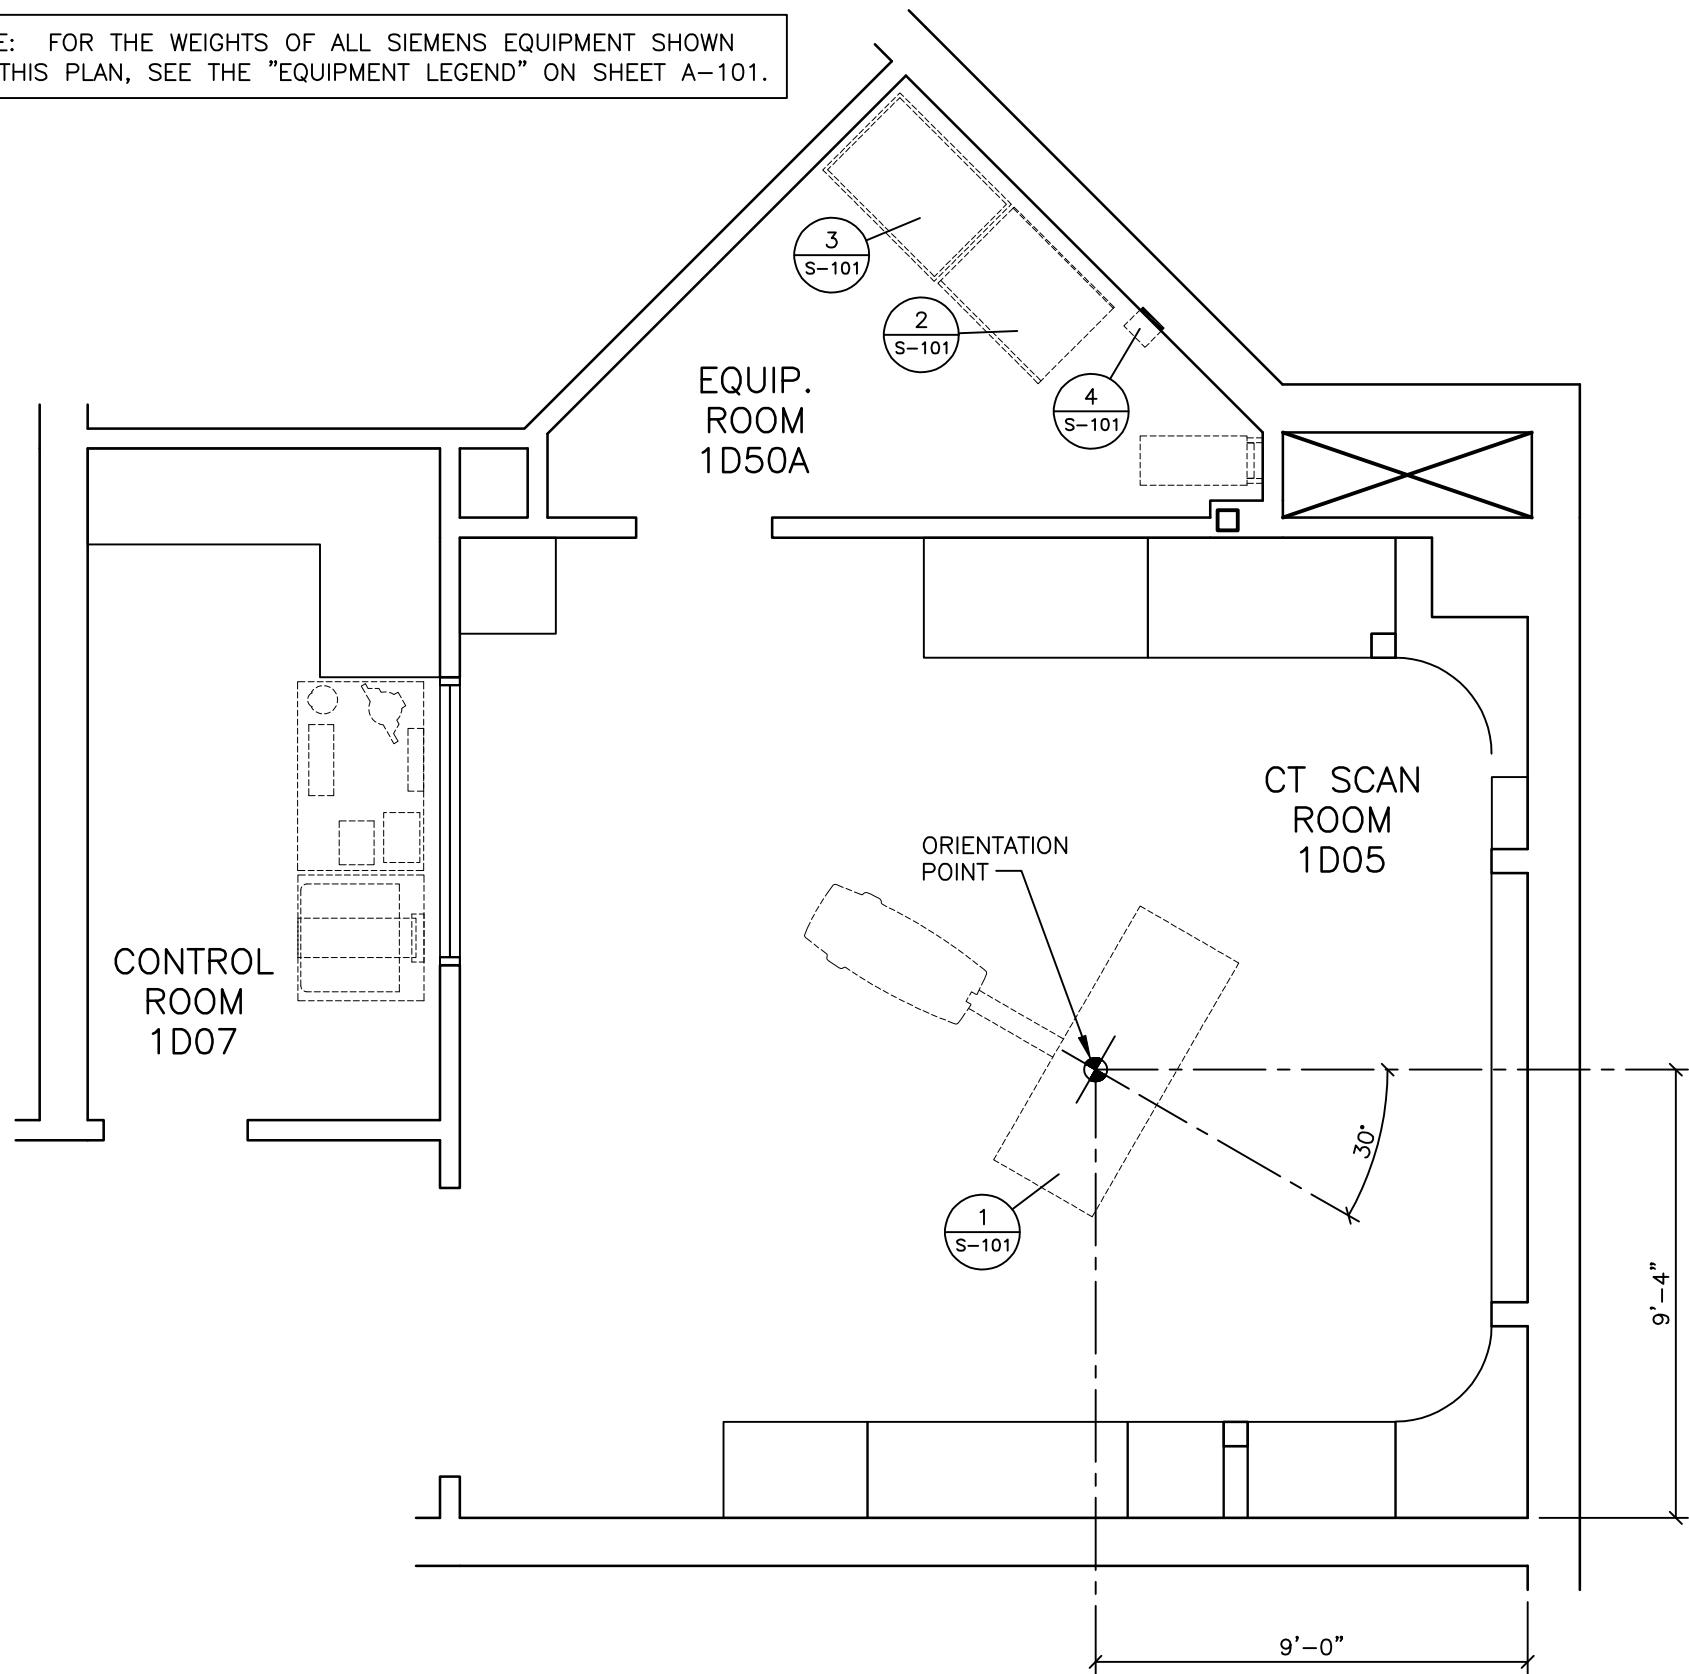 E: FOR THE WEIGHTS OF ALL SIEMENS EQUIPMENT SHOWN
THIS PLAN, SEE THE "EQUIPMENT LEGEND" ON SHEET A-101.
3
S-101
2
S-101
4
S-101
EQUIP.
ROOM
1D50A
CT SCAN
ROOM
1D05
ORIENTATION
POINT
CONTROL
ROOM
1D07
30°
1
S-101
9'-4"
9'-0"